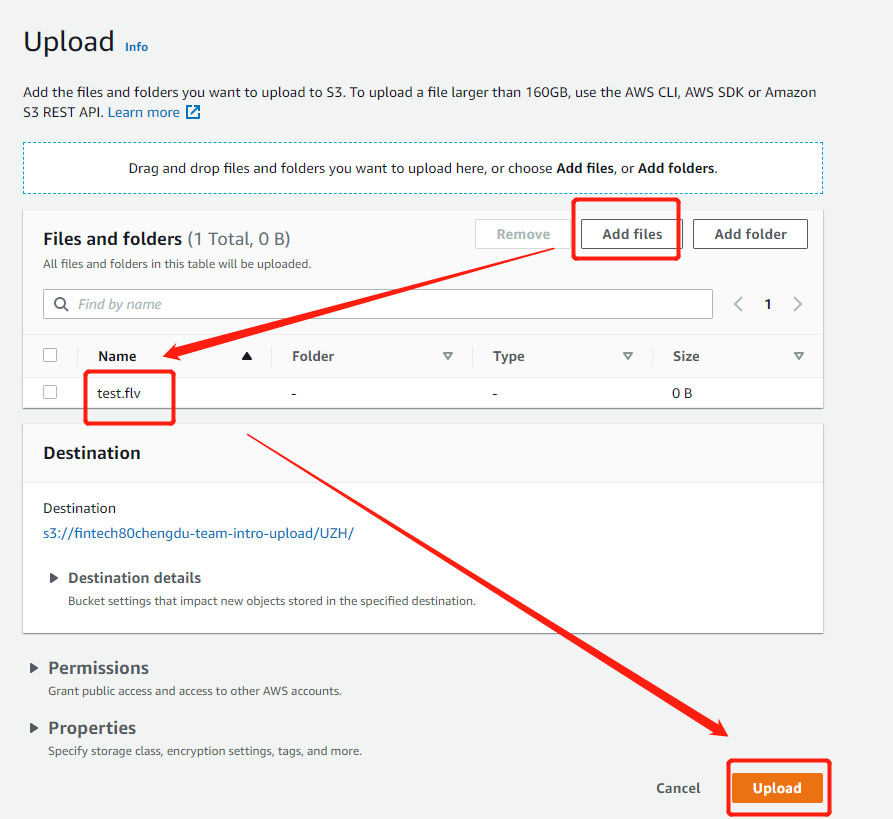 Upload Info
Add the files and folders you want to upload to S3. To upload a file larger than 160GB, use the AWS CLI, AWS SDK or Amazon
S3 REST API. Learn more
Drag and drop files and folders you want to upload here, or choose Add files, or Add folders.
Files and folders (1 Total, 0 B)
Remove
Add files
Add folder
All files and folders in this table will be uploaded.
Find by name
1
Name Folder Type Size
test.flv - - 0 B
Destination
Destination
s3://fintech80chengdu-team-intro-upload/UZH/
Destination details
Bucket settings that impact new objects stored in the specified destination.
Permissions
Grant public access and access to other AWS accounts.
Properties
Specify storage class, encryption settings, tags, and more.
Cancel Upload